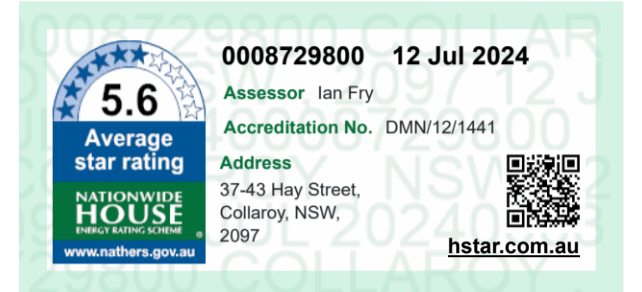 0008729800 12 Jul 2024
5.6
Average
star rating
NATIONWIDE
HOUSE
ENERGY RATING SCHEME ®
www.nathers.gov.au
Assessor Ian Fry
Accreditation No. DMN/12/1441
Address
37-43 Hay Street,
Collaroy, NSW,
2097
hstar.com.au